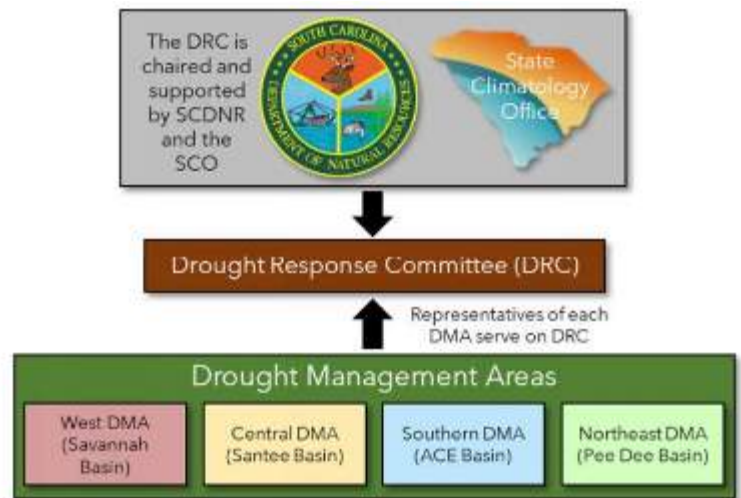 The DRC is
chaired and
supported
by SCDNR
and the
SCO
SOUTH CAROLINA
DEPARTMENT OF NATURAL RESOURCES
State
Climatology
Office
Drought Response Committee (DRC)
Representatives of each
DMA serve on DRC
Drought Management Areas
West DMA
(Savannah
Basin)
Central DMA
(Santee Basin)
Southern DMA
(ACE Basin)
Northeast DMA
(Pee Dee Basin)